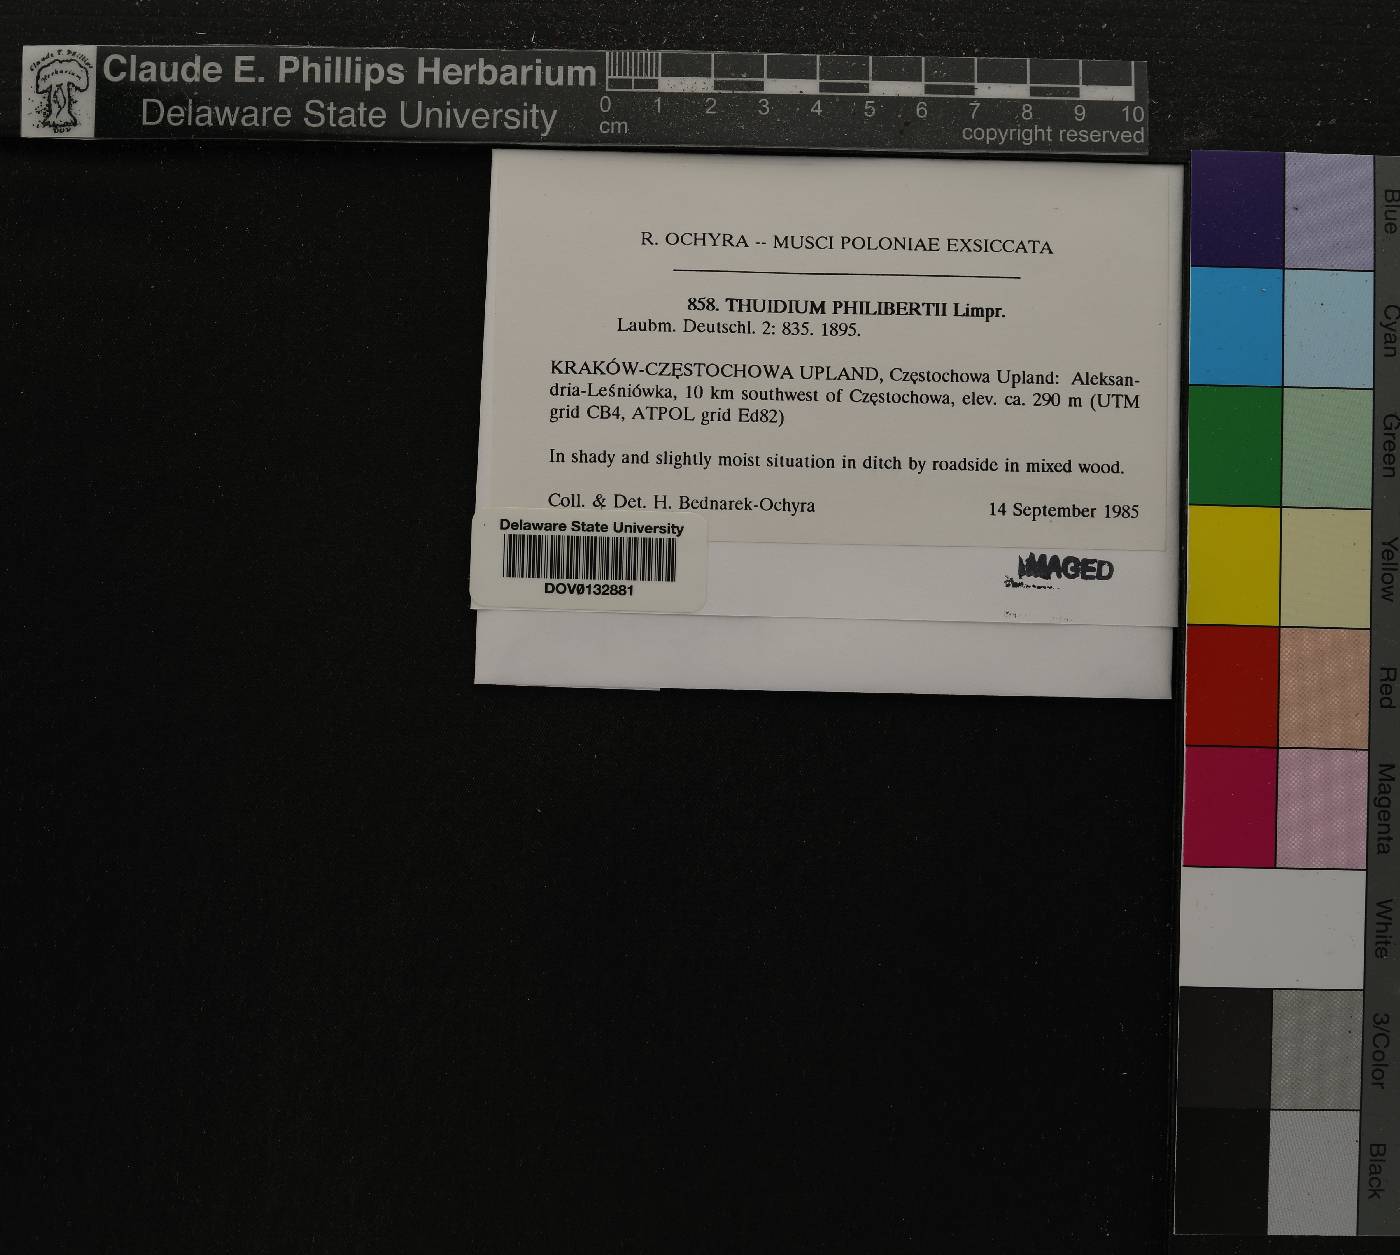 Claude E. Phillips Herbarium
Delaware State University
0 1 2 3 4 5 6 7 8 9 10
cm
copyright reserved
R. OCHYRA -- MUSCI POLONIAE EXSICCATA
858. THUIDIUM PHILIBERTII Limpr.
Laubm. Deutschl. 2: 835. 1895.
KRAKÓW-CZĘSTOCHOWA UPLAND, Częstochowa Upland: Aleksan-
dria-Leśniówka, 10 km southwest of Częstochowa, elev. ca. 290 m (UTM
grid CB4, ATPOL grid Ed82)
In shady and slightly moist situation in ditch by roadside in mixed wood.
Coll. & Det. H. Bednarek-Ochyra 14 September 1985
Delaware State University
DOV0132881
IMAGED
Blue
Cyan
Green
Yellow
Red
Magenta
White
3/Color
Black